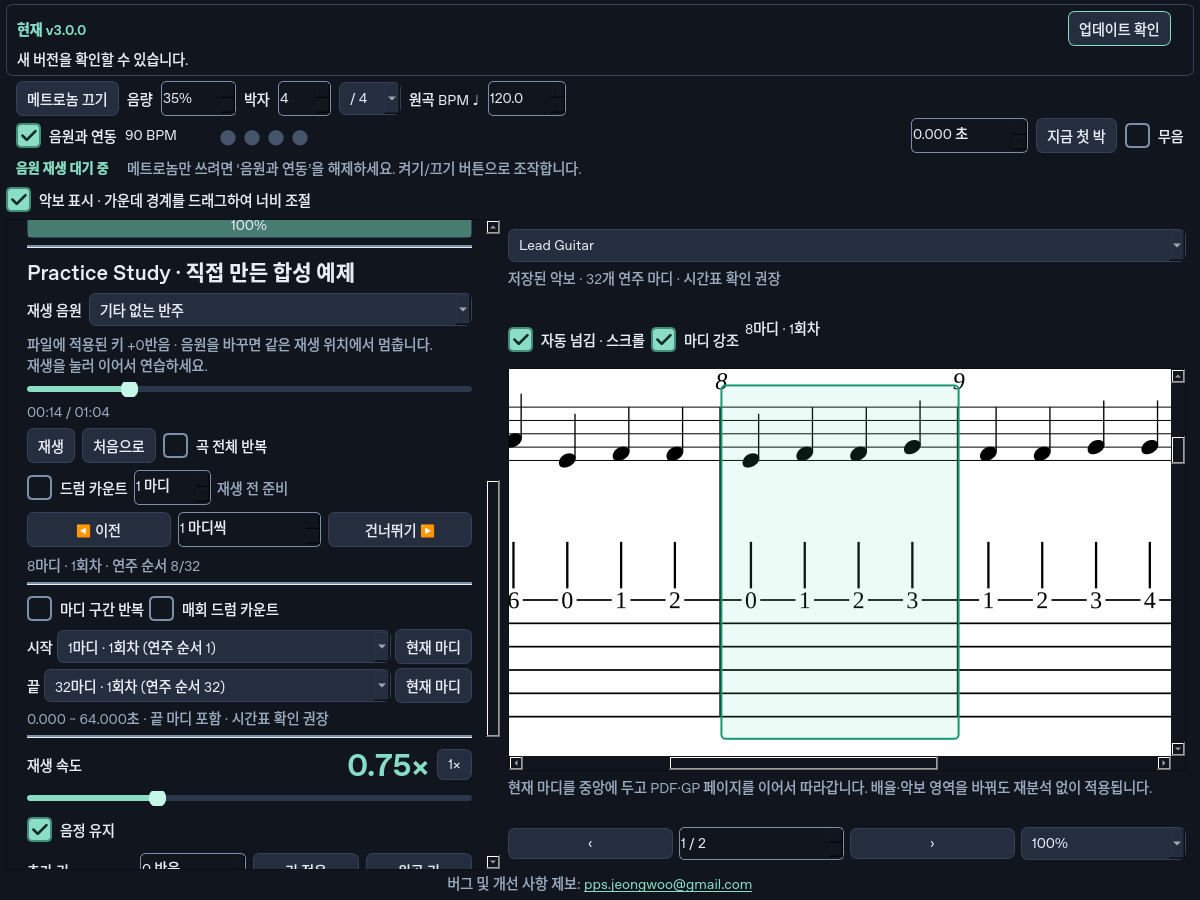 현재 v3.0.0
업데이트 확인
새 버전을 확인할 수 있습니다.
메트로놈 끄기 음량 35% 박자 4 / 4 원곡 BPM ♩ 120.0
음원과 연동 90 BPM 0.000 초 지금 첫 박 무음
음원 재생 대기 중 메트로놈만 쓰려면 ‘음원과 연동’을 해제하세요. 켜기/끄기 버튼으로 조작합니다.
악보 표시 · 가운데 경계를 드래그하여 너비 조절
100%
Practice Study · 직접 만든 합성 예제
재생 음원 기타 없는 반주
파일에 적용된 키 +0반음 · 음원을 바꾸면 같은 재생 위치에서 멈춥니다.
재생을 눌러 이어서 연습하세요.
00:14 / 01:04
재생 처음으로 곡 전체 반복
드럼 카운트 1 마디 재생 전 준비
이전 1 마디씩 건너뛰기
8마디 · 1회차 · 연주 순서 8/32
마디 구간 반복 매회 드럼 카운트
시작 1마디 · 1회차 (연주 순서 1) 현재 마디
끝 32마디 · 1회차 (연주 순서 32) 현재 마디
0.000 ~ 64.000초 · 끝 마디 포함 · 시간표 확인 권장
재생 속도 0.75× 1×
음정 유지
Lead Guitar
저장된 악보 · 32개 연주 마디 · 시간표 확인 권장
자동 넘김 · 스크롤 마디 강조 8마디 · 1회차
8 9
6 0 1 2 0 1 2 3 1 2 3 4
현재 마디를 중앙에 두고 PDF·GP 페이지를 이어서 따라갑니다. 배율·악보 영역을 바꿔도 재분석 없이 적용됩니다.
‹ 1 / 2 › 100%
버그 및 개선 사항 제보: pps.jeongwoo@gmail.com